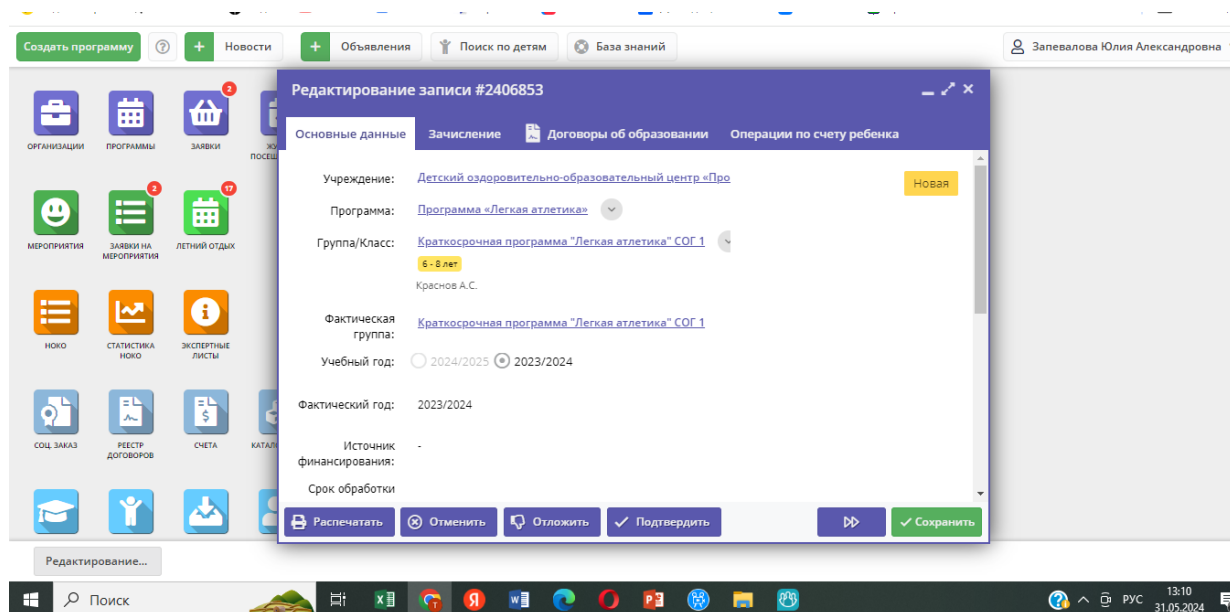 Создать программу
?
+ Новости
+ Объявления
Поиск по детям
База знаний
Запевалова Юлия Александровна
Редактирование записи #2406853
Основные данные Зачисление Договоры об образовании Операции по счету ребенка
Учреждение: Детский оздоровительно-образовательный центр «Про
Новая
Программа: Программа «Легкая атлетика»
Группа/Класс: Краткосрочная программа "Легкая атлетика" СОГ 1
6 - 8 лет
Краснов А.С.
Фактическая
группа:
Краткосрочная программа "Легкая атлетика" СОГ 1
Учебный год: 2024/2025 2023/2024
Фактический год: 2023/2024
Источник
финансирования:
-
Срок обработки
Распечатать Отменить Отложить Подтвердить Сохранить
2
ОРГАНИЗАЦИИ ПРОГРАММЫ ЗАЯВКИ
2 17
МЕРОПРИЯТИЯ
ЗАЯВКИ НА
МЕРОПРИЯТИЯ
ЛЕТНИЙ ОТДЫХ
НОКО
СТАТИСТИКА
НОКО
ЭКСПЕРТНЫЕ
ЛИСТЫ
СОЦ. ЗАКАЗ
РЕЕСТР
ДОГОВОРОВ
СЧЕТА
Редактирование...
Поиск
РУС
13:10
31.05.2024